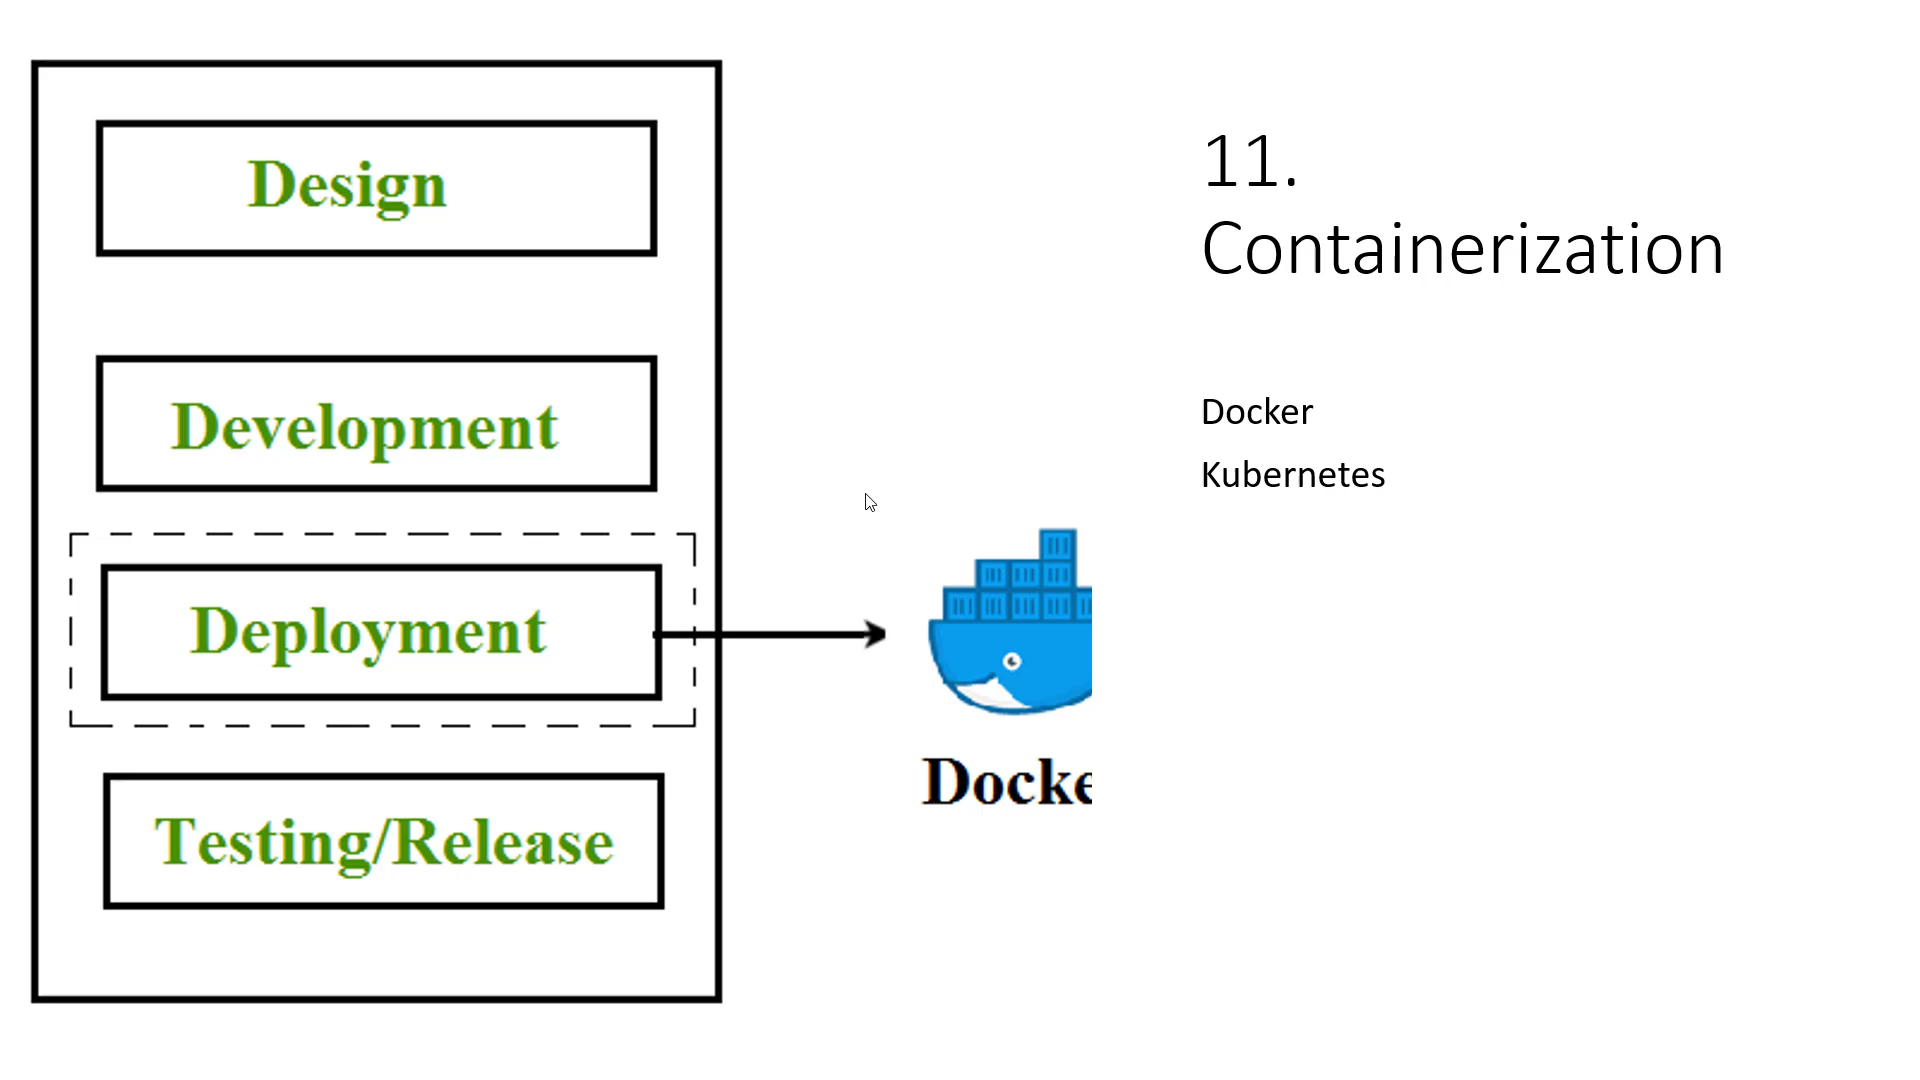 Design
Development
Deployment
Testing/Release
Docke
11.
Containerization
Docker
Kubernetes